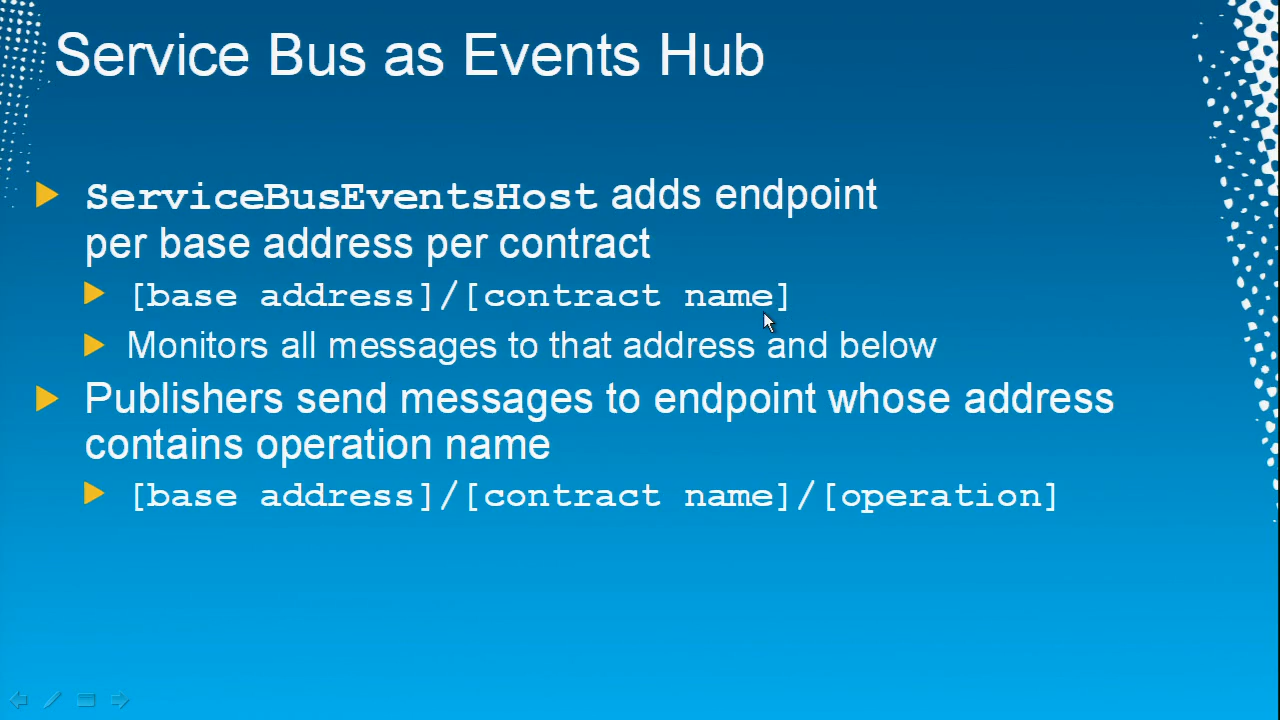 Service Bus as Events Hub
ServiceBusEventsHost adds endpoint
per base address per contract
[base address]/[contract name]
Monitors all messages to that address and below
Publishers send messages to endpoint whose address
contains operation name
[base address]/[contract name]/[operation]